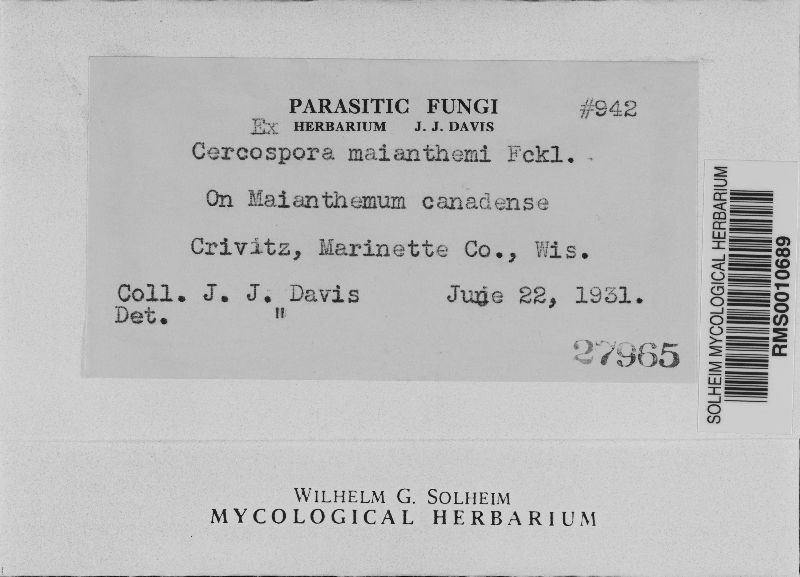 PARASITIC FUNGI #942
Ex HERBARIUM J. J. DAVIS
Cercospora maianthemi Fckl.
On Maianthemum canadense
Crivitz, Marinette Co., Wis.
Coll. J. J. Davis June 22, 1931.
Det. "
27965
SOLHEIM MYCOLOGICAL HERBARIUM
RMS0010689
WILHELM G. SOLHEIM
MYCOLOGICAL HERBARIUM